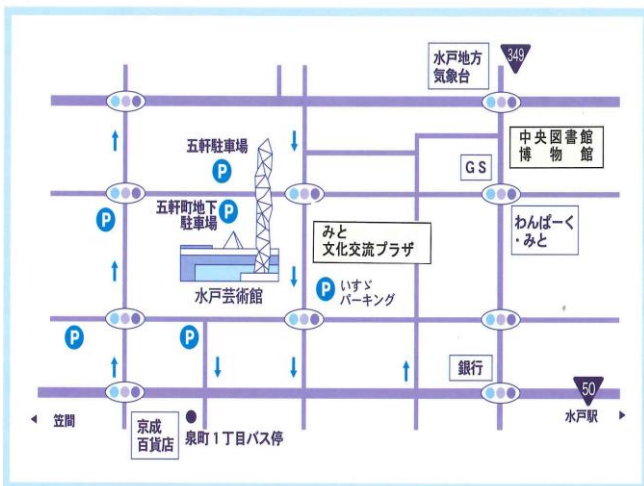 水戸地方
気象台
349
五軒駐車場
P
中央図書館
博物館
GS
五軒町地下
駐車場
P
P
みと
文化交流プラザ
わんぱーく
・みと
水戸芸術館
P
いすゞ
パーキング
P
P
銀行
50
笠間
京成
百貨店
泉町1丁目バス停
水戸駅